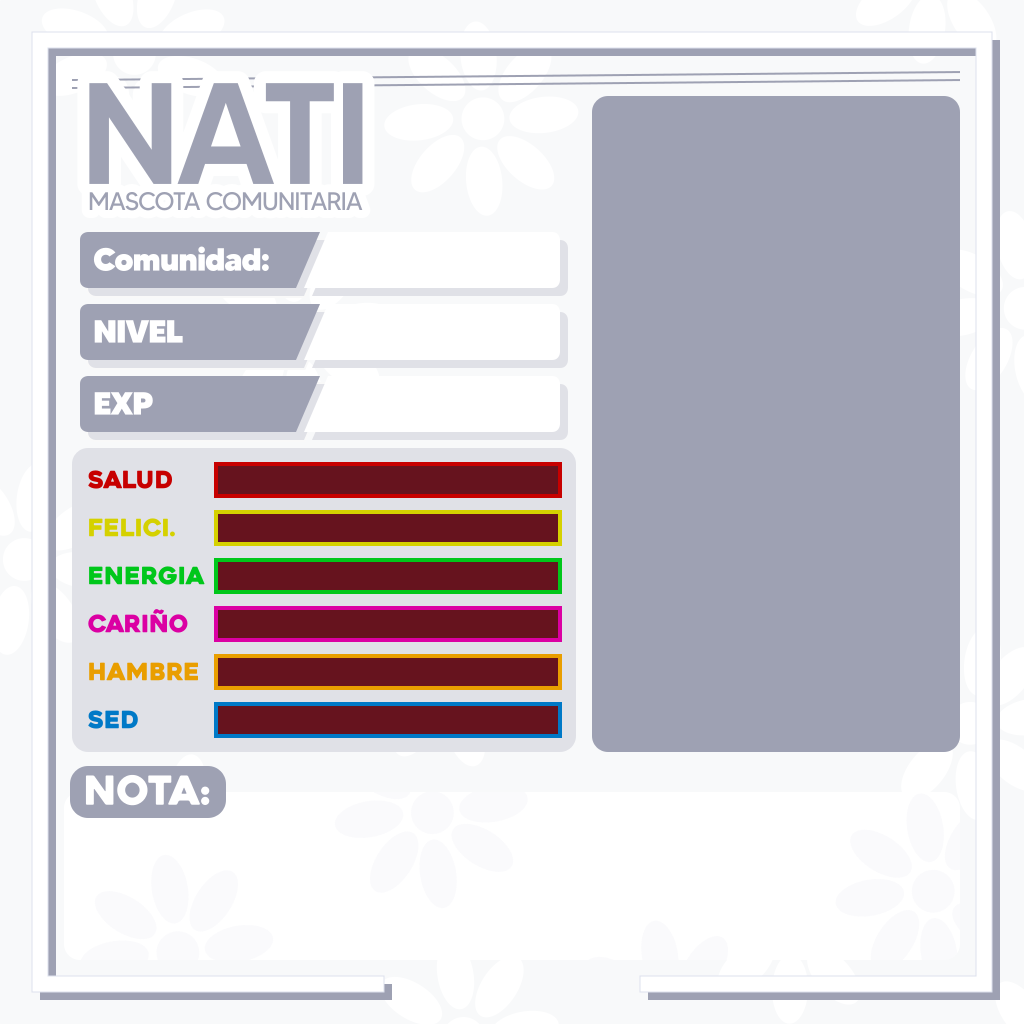 NATI
MASCOTA COMUNITARIA
Comunidad:
NIVEL
EXP
SALUD
FELICI.
ENERGIA
CARIÑO
HAMBRE
SED
NOTA: